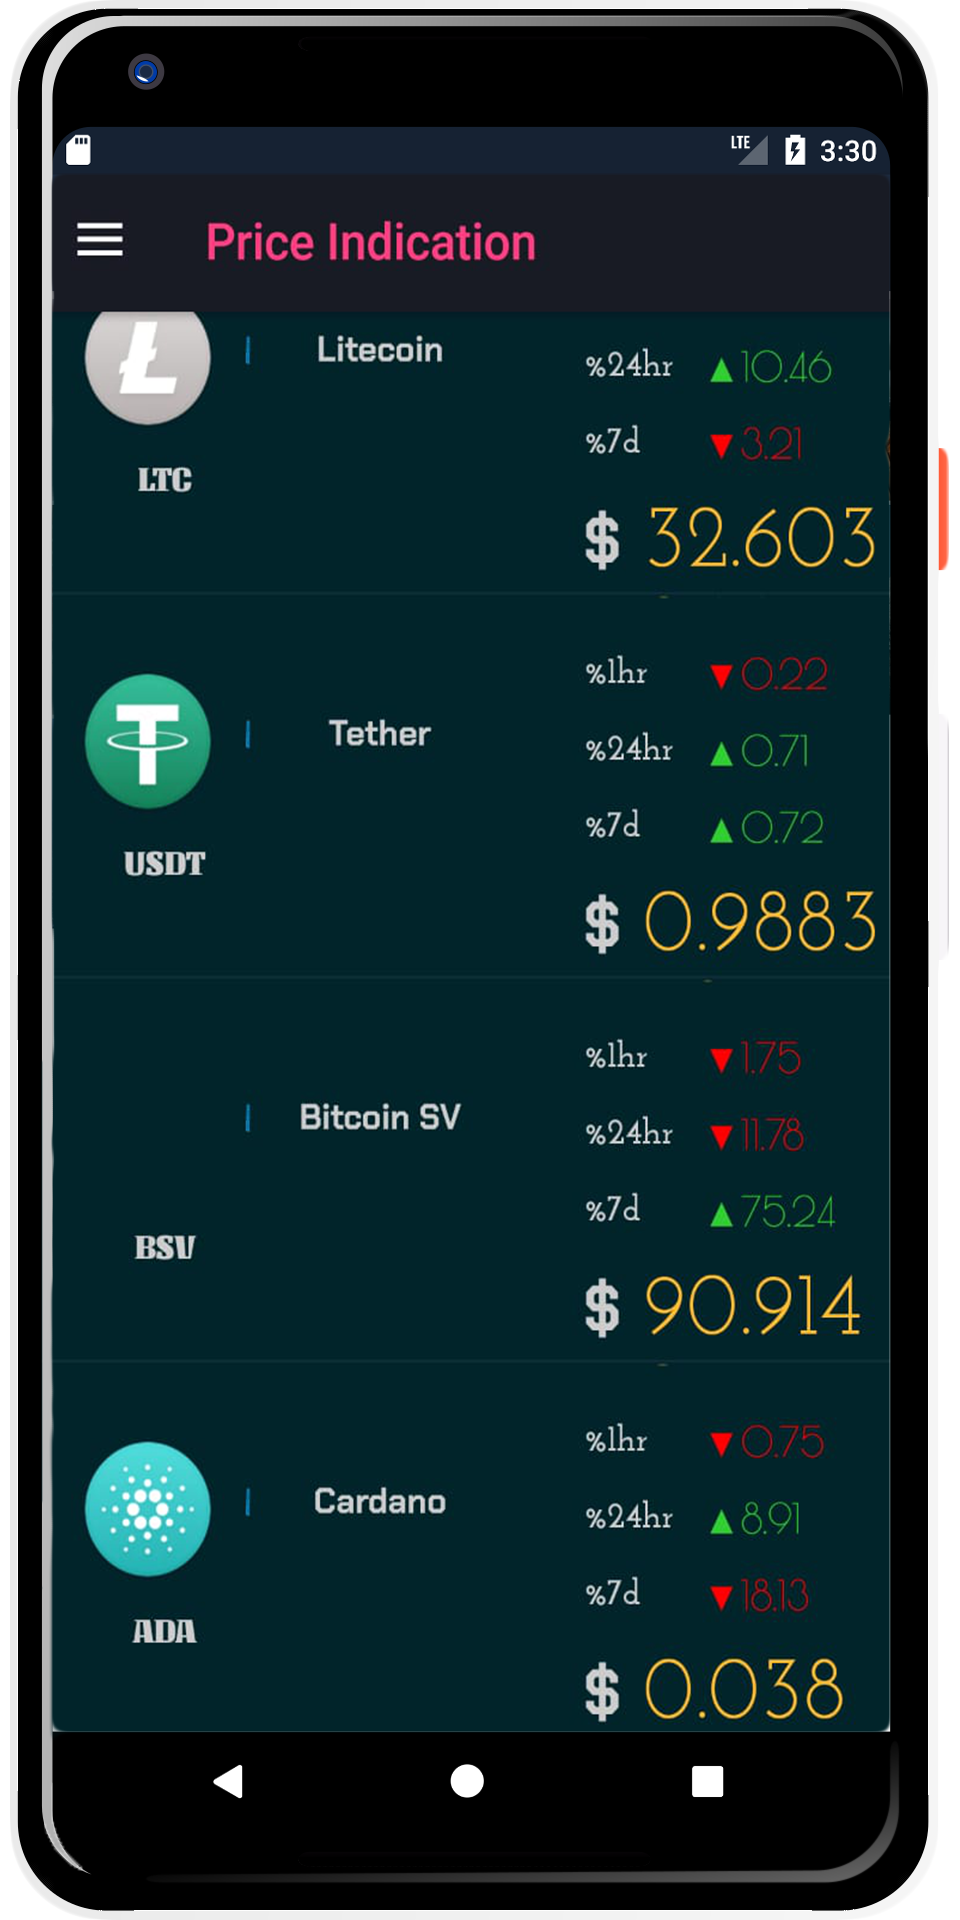 LTE 3:30
Price Indication
Litecoin
%24hr ▲10.46
%7d ▼3.21
LTC
$ 32.603
%1hr ▼0.22
Tether
%24hr ▲0.71
%7d ▲0.72
USDT
$ 0.9883
%1hr ▼1.75
Bitcoin SV
%24hr ▼11.78
%7d ▲75.24
BSV
$ 90.914
%1hr ▼0.75
Cardano
%24hr ▲8.91
%7d ▼18.13
ADA
$ 0.038